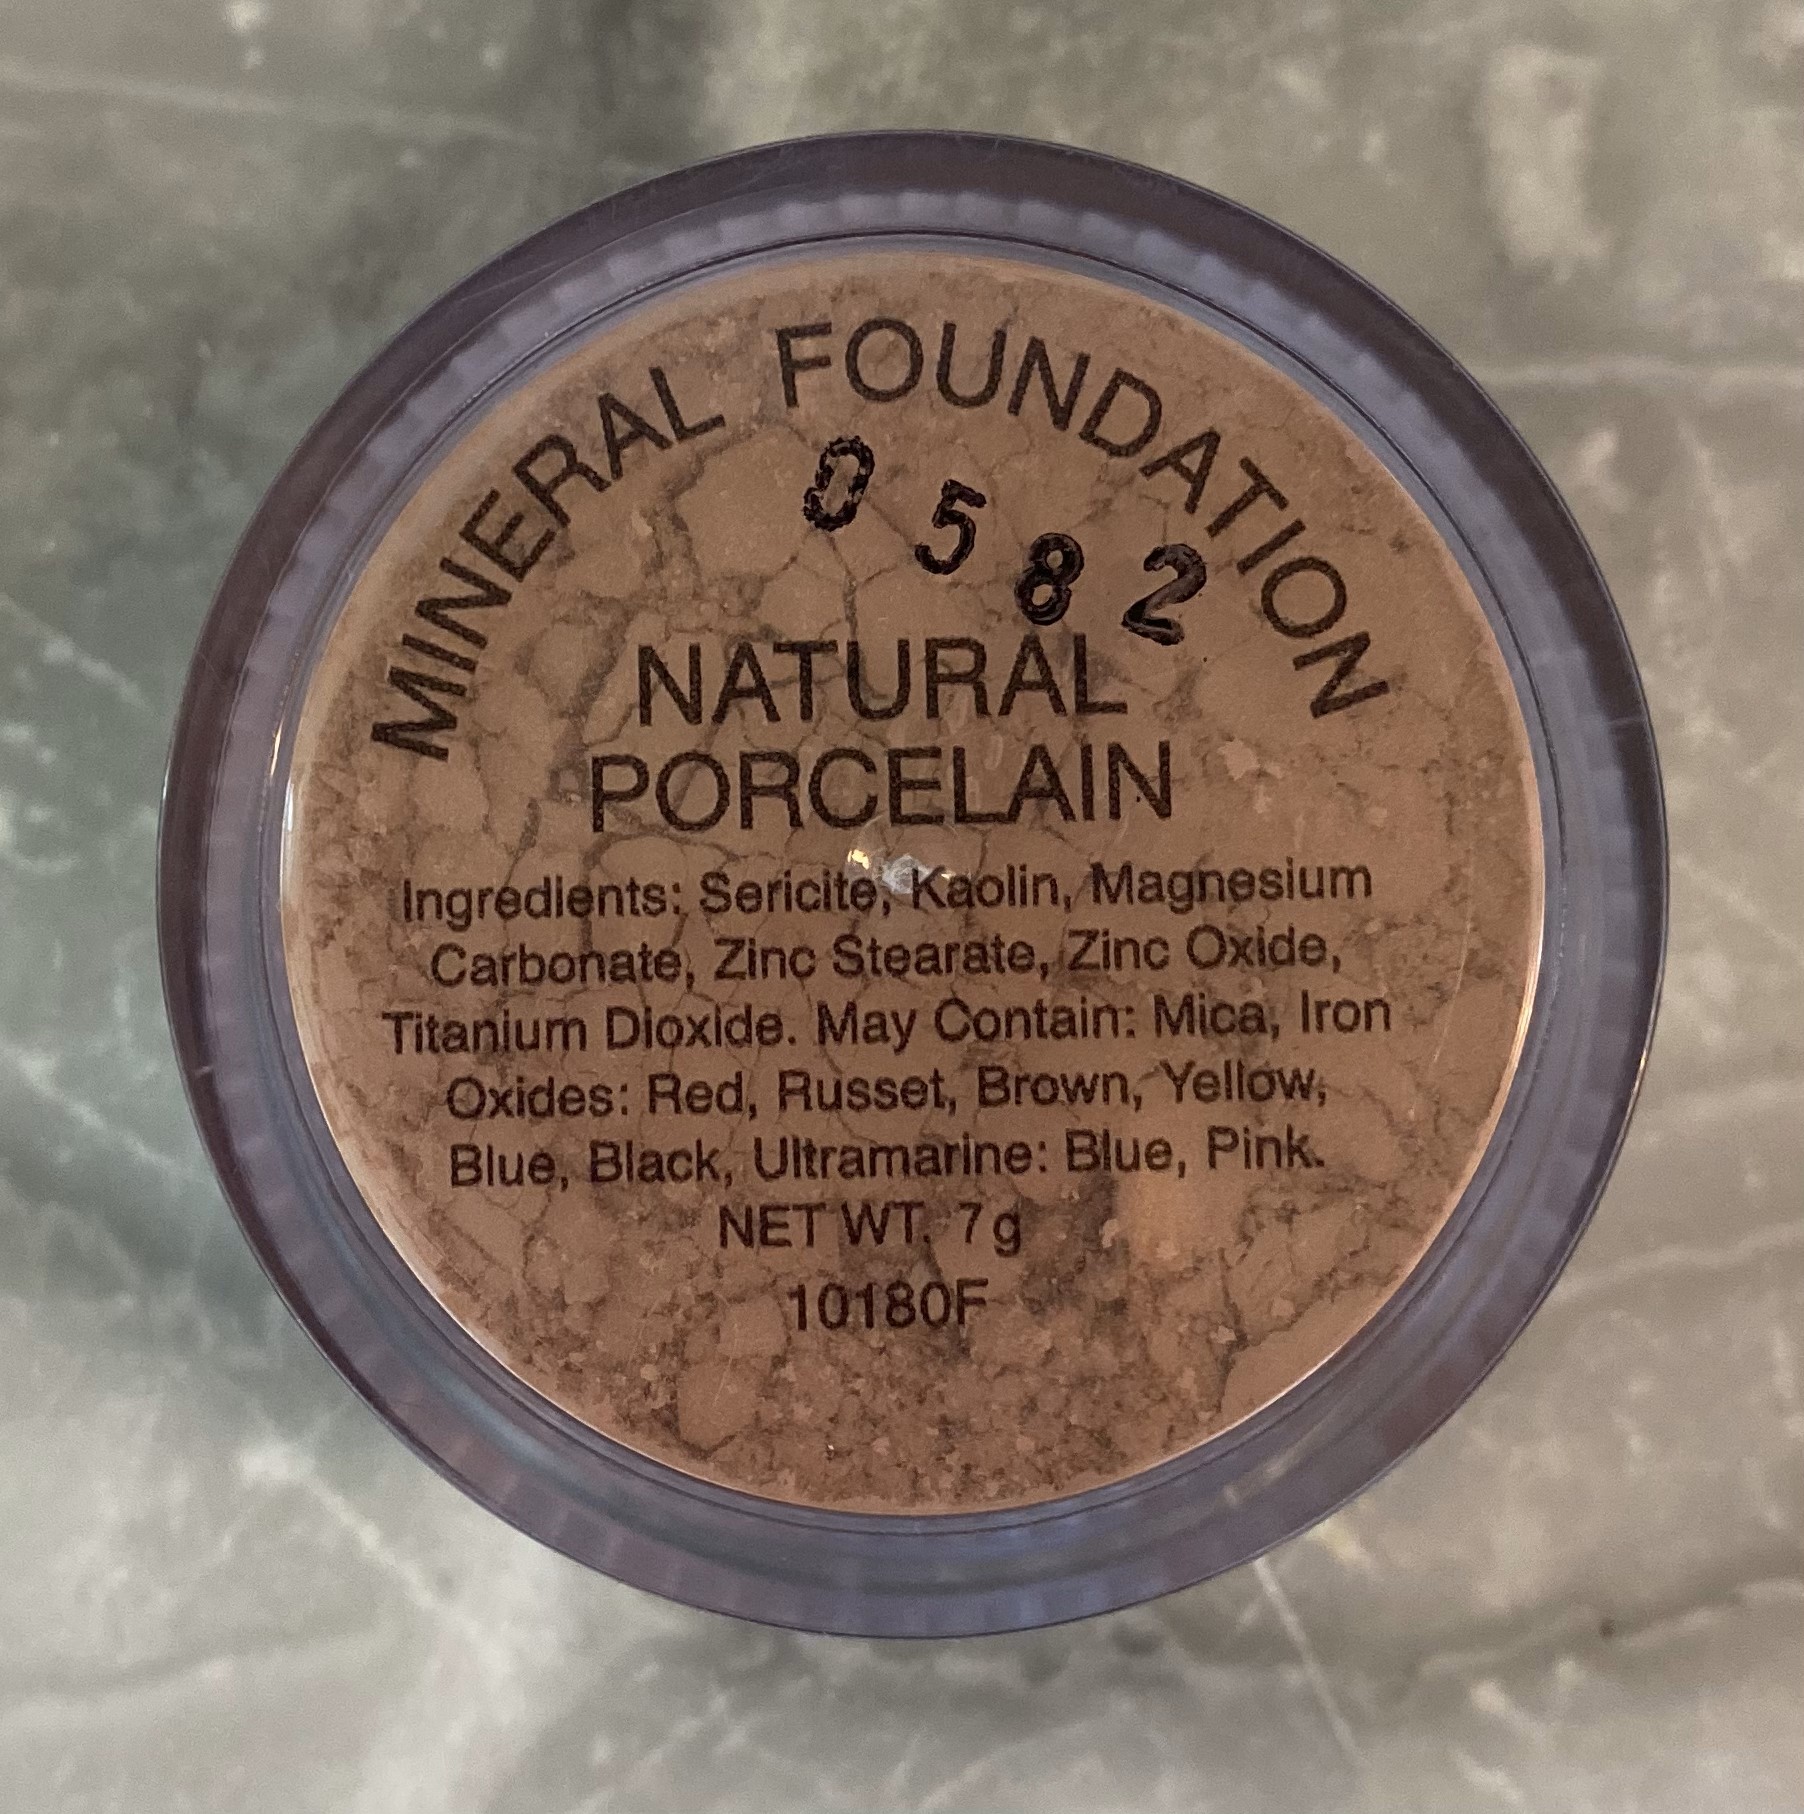 MINERAL FOUNDATION
0582
NATURAL
PORCELAIN
Ingredients: Sericite, Kaolin, Magnesium
Carbonate, Zinc Stearate, Zinc Oxide,
Titanium Dioxide. May Contain: Mica, Iron
Oxides: Red, Russet, Brown, Yellow,
Blue, Black, Ultramarine: Blue, Pink.
NET WT. 7g
10180F